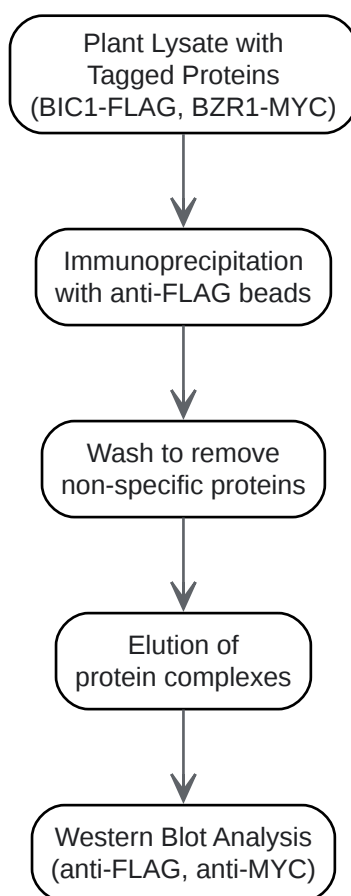 Plant Lysate with
Tagged Proteins
(BIC1-FLAG, BZR1-MYC)
Immunoprecipitation
with anti-FLAG beads
Wash to remove
non-specific proteins
Elution of
protein complexes
Western Blot Analysis
(anti-FLAG, anti-MYC)